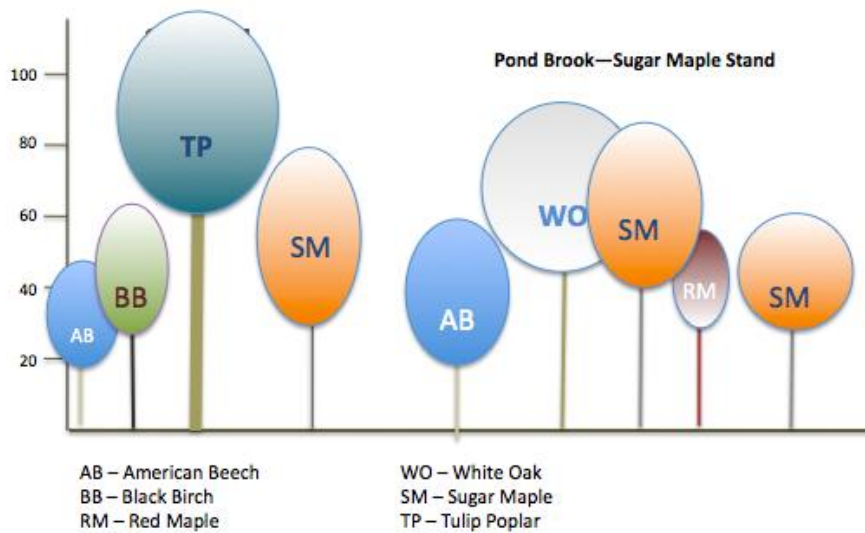 Pond Brook—Sugar Maple Stand
100
80
60
40
20
TP
WO
SM
SM
BB
AB
AB
RM
SM
AB – American Beech
BB – Black Birch
RM – Red Maple
WO – White Oak
SM – Sugar Maple
TP – Tulip Poplar